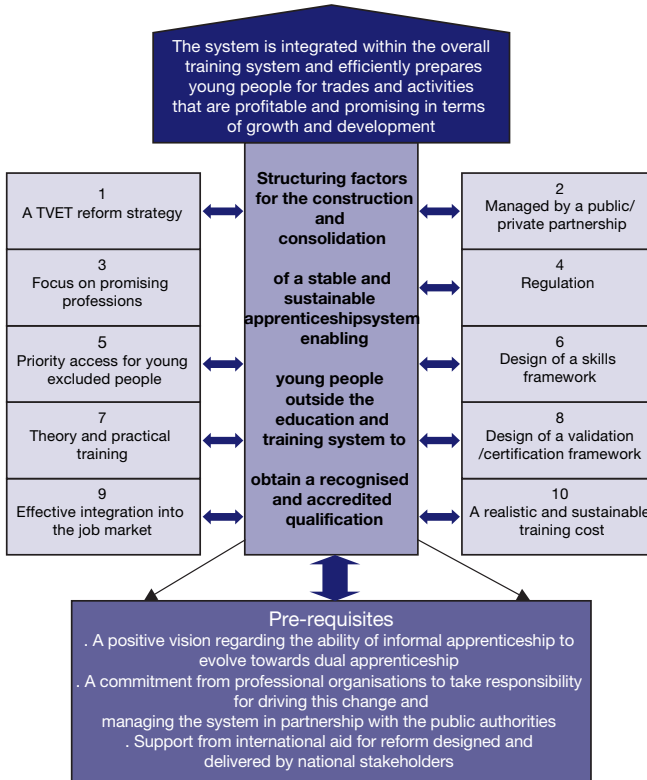 The system is integrated within the overall
training system and efficiently prepares
young people for trades and activities
that are profitable and promising in terms
of growth and development
1
A TVET reform strategy
3
Focus on promising
professions
5
Priority access for young
excluded people
7
Theory and practical
training
9
Effective integration into
the job market
Structuring factors
for the construction
and
consolidation
of a stable and
sustainable
apprenticeshipsystem
enabling
young people
outside the
education and
training system to
obtain a recognised
and accredited
qualification
2
Managed by a public/
private partnership
4
Regulation
6
Design of a skills
framework
8
Design of a validation
/certification framework
10
A realistic and sustainable
training cost
Pre-requisites
. A positive vision regarding the ability of informal apprenticeship to
evolve towards dual apprenticeship
. A commitment from professional organisations to take responsibility
for driving this change and
managing the system in partnership with the public authorities
. Support from international aid for reform designed and
delivered by national stakeholders